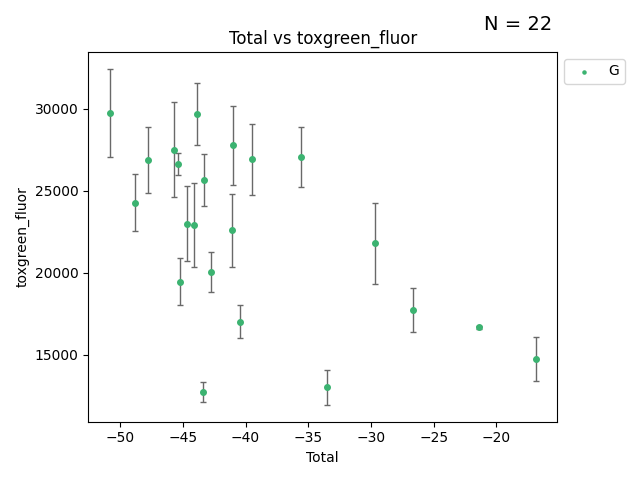 N = 22
Total vs toxgreen_fluor
G
30000
25000
20000
15000
toxgreen_fluor
−50 −45 −40 −35 −30 −25 −20
Total